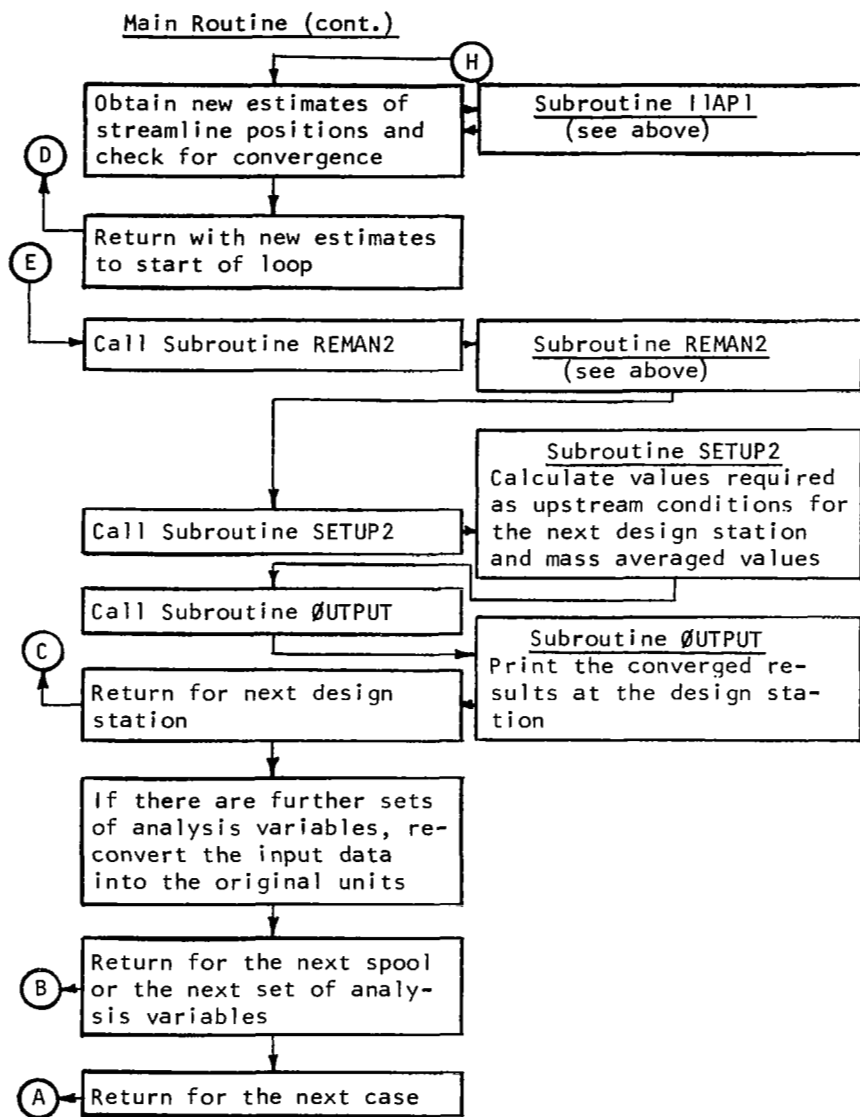 Main Routine (cont.)
H
Obtain new estimates of
streamline positions and
check for convergence
Subroutine I1AP1
(see above)
D
Return with new estimates
to start of loop
E
Call Subroutine REMAN2
Subroutine REMAN2
(see above)
Subroutine SETUP2
Calculate values required
as upstream conditions for
the next design station
and mass averaged values
Call Subroutine SETUP2
Call Subroutine ØUTPUT
Subroutine ØUTPUT
Print the converged re-
sults at the design sta-
tion
C
Return for next design
station
If there are further sets
of analysis variables, re-
convert the input data
into the original units
B
Return for the next spool
or the next set of analy-
sis variables
A
Return for the next case